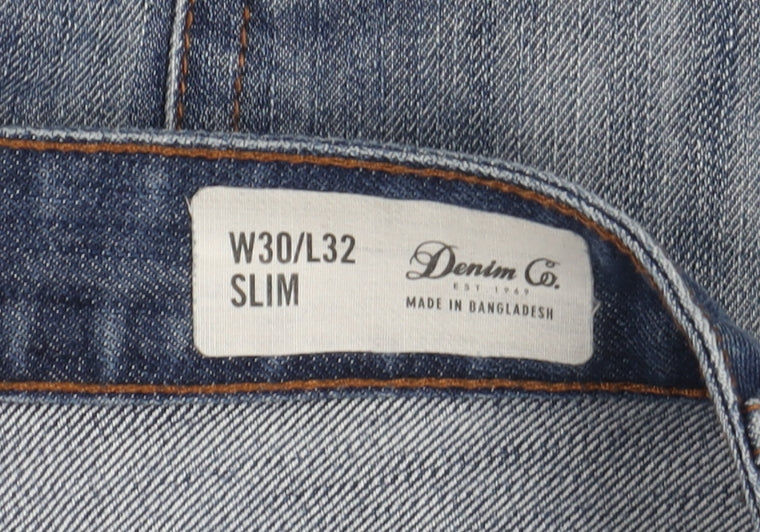 W30/L32
SLIM
Denim Co.
EST 1969
MADE IN BANGLADESH